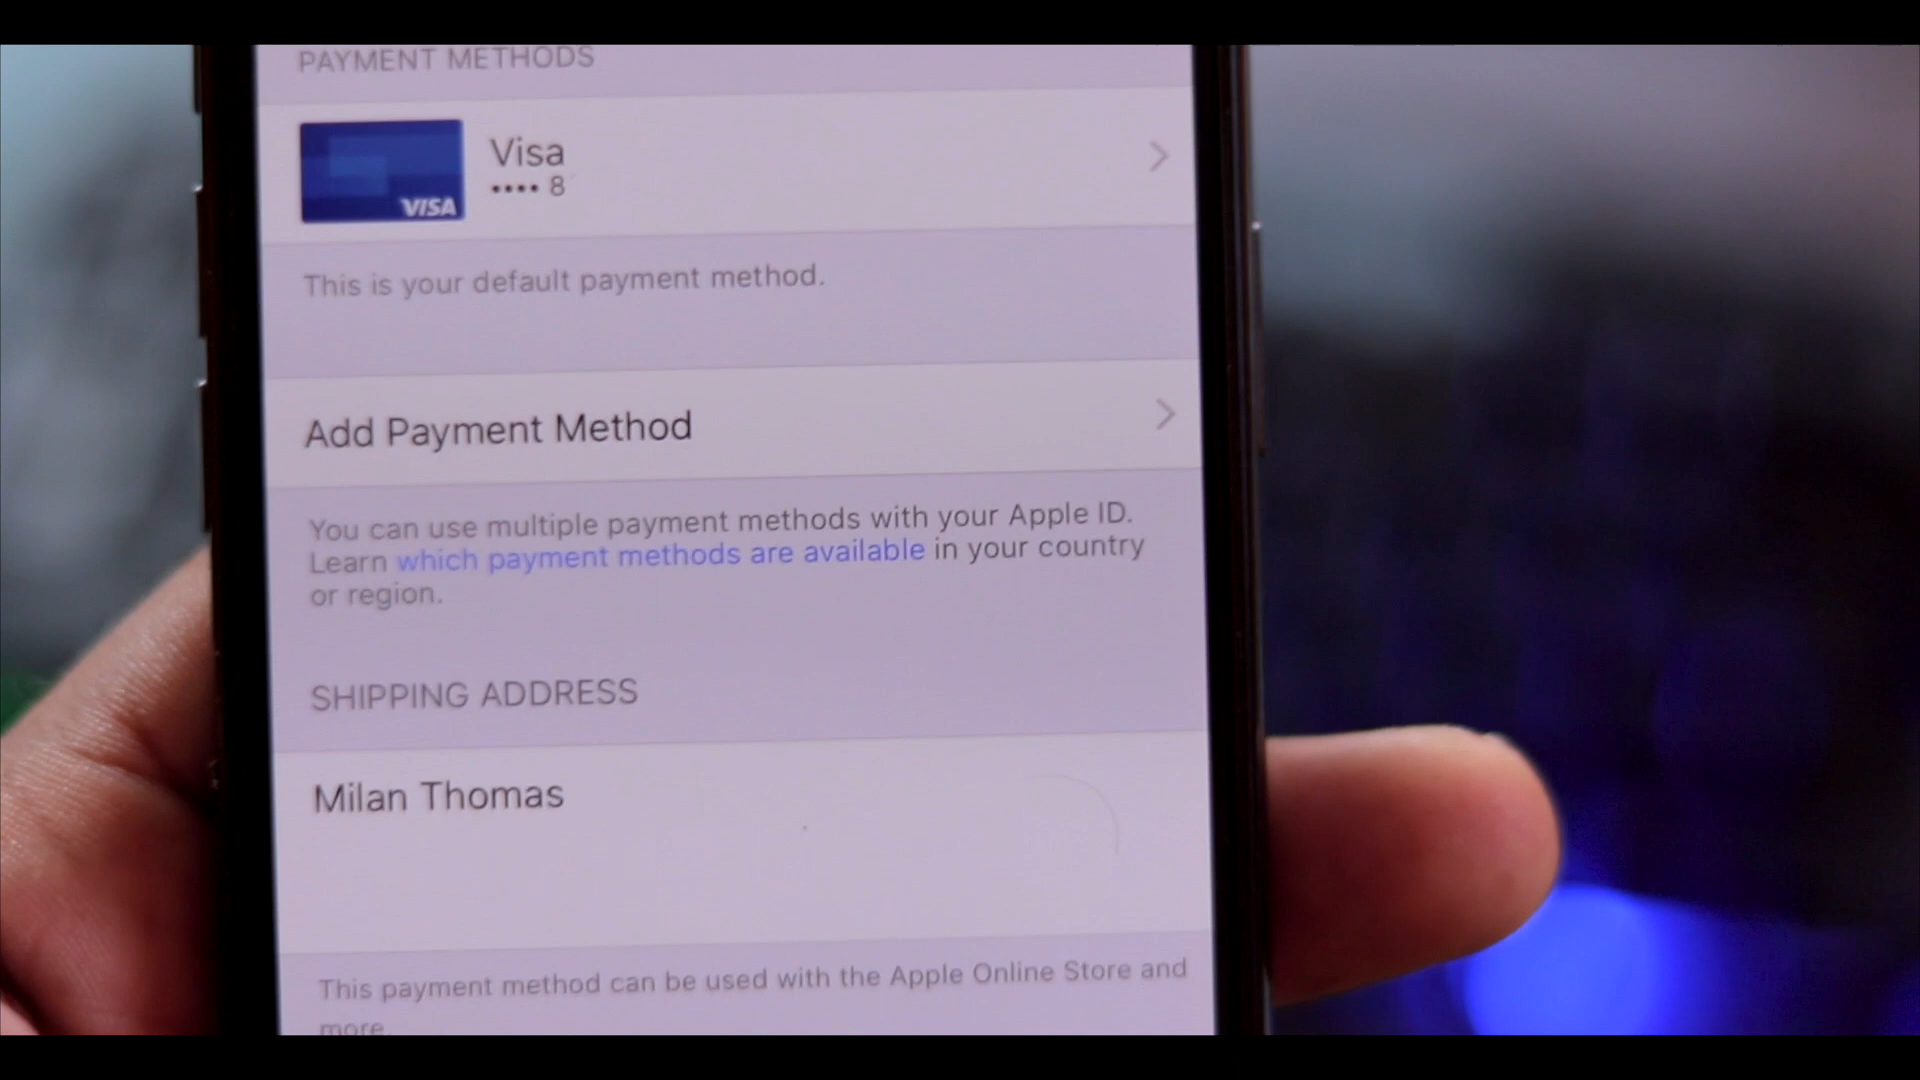 PAYMENT METHODS
VISA
Visa
•••• 8
This is your default payment method.
Add Payment Method
You can use multiple payment methods with your Apple ID.
Learn which payment methods are available in your country
or region.
SHIPPING ADDRESS
Milan Thomas
This payment method can be used with the Apple Online Store and
more